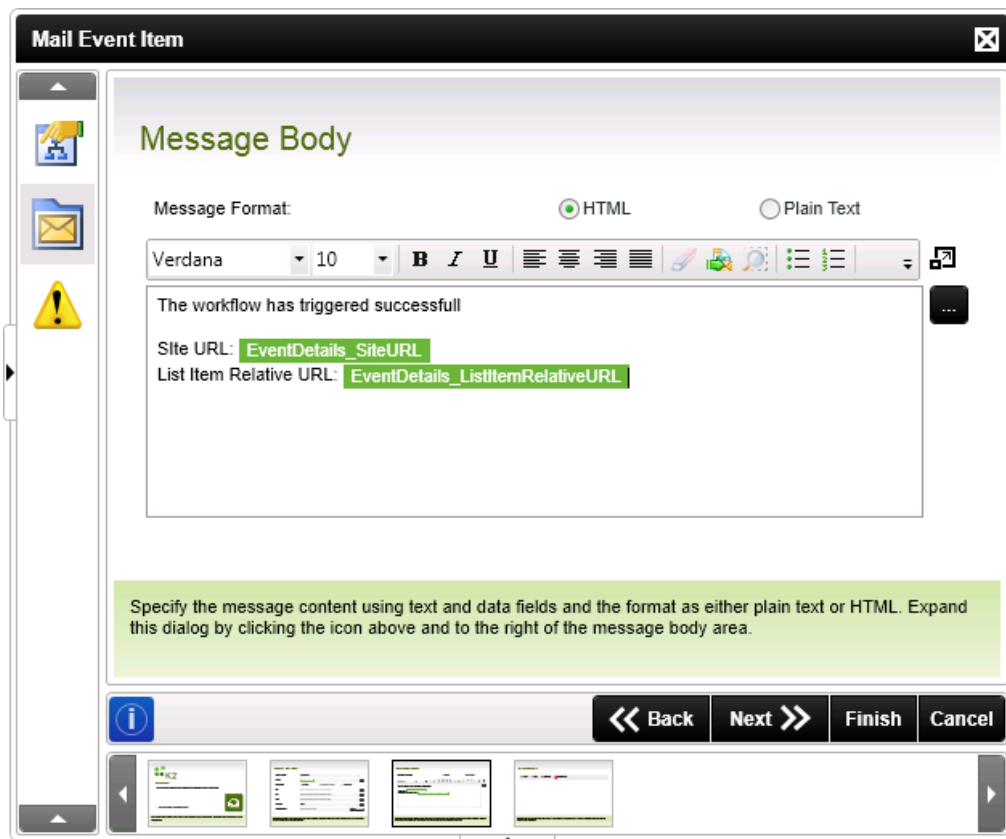 Mail Event Item
Message Body
Message Format: HTML Plain Text
Verdana 10 B I U
The workflow has triggered successfull
SIte URL: EventDetails_SiteURL
List Item Relative URL: EventDetails_ListItemRelativeURL
...
Specify the message content using text and data fields and the format as either plain text or HTML. Expand
this dialog by clicking the icon above and to the right of the message body area.
Back Next Finish Cancel
K2